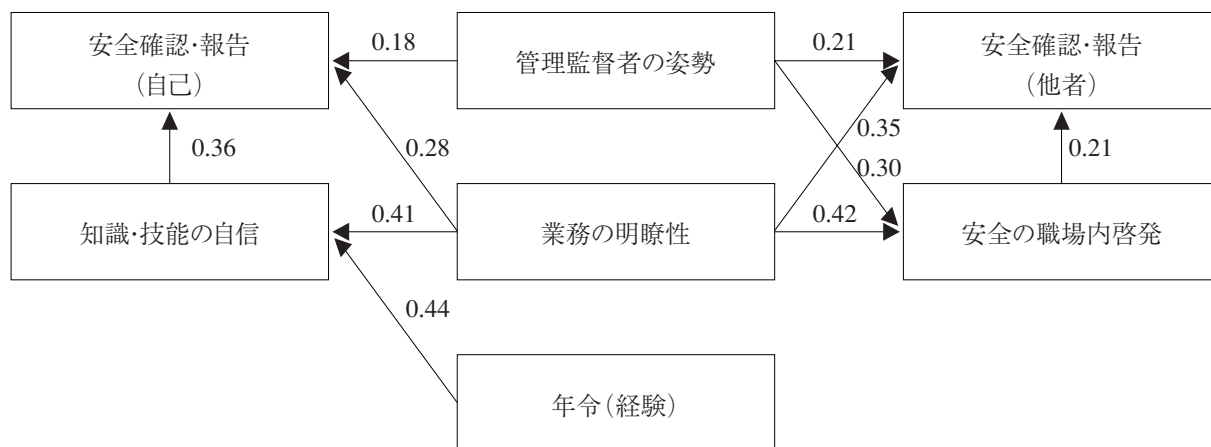 安全確認・報告
(自己)
0.18
管理監督者の姿勢
0.21
安全確認・報告
(他者)
0.36
0.28
0.35
0.30
0.21
知識・技能の自信
0.41
業務の明瞭性
0.42
安全の職場内啓発
0.44
年令(経験)